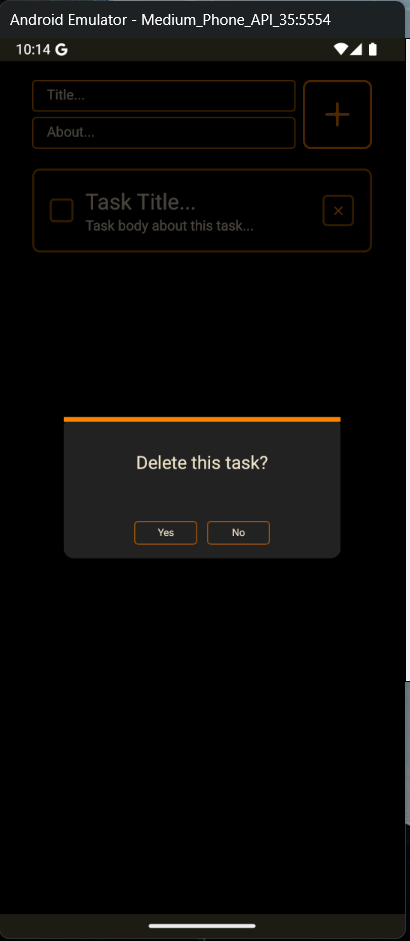 Android Emulator - Medium_Phone_API_35:5554
10:14 G
Title...
About...
Task Title...
Task body about this task...
Delete this task?
Yes No